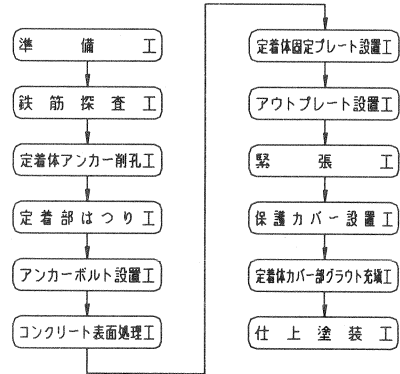 準備工
鉄筋探査工
定着体アンカー削孔工
定着部はつり工
アンカーボルト設置工
コンクリート表面処理工
定着体固定プレート設置工
アウトプレート設置工
緊張工
保護カバー設置工
定着体カバー部グラウト充填工
仕上塗装工